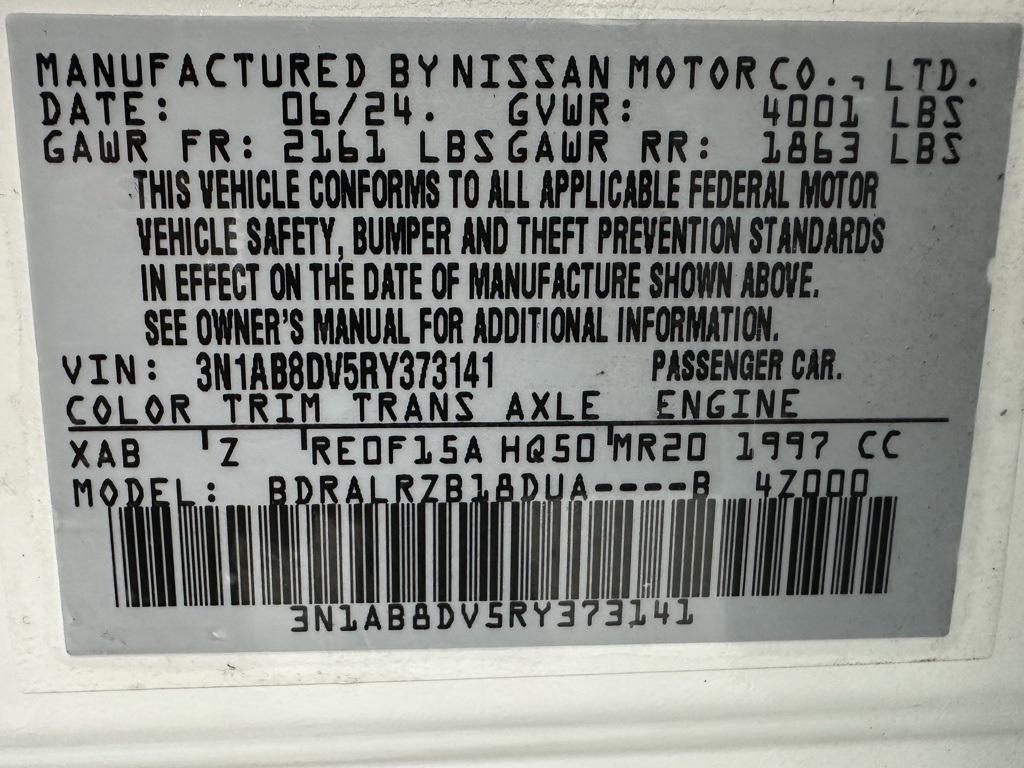 MANUFACTURED BY NISSAN MOTOR CO., LTD.
DATE: 06/24. GVWR: 4001 LBS
GAWR FR: 2161 LBS GAWR RR: 1863 LBS
THIS VEHICLE CONFORMS TO ALL APPLICABLE FEDERAL MOTOR
VEHICLE SAFETY, BUMPER AND THEFT PREVENTION STANDARDS
IN EFFECT ON THE DATE OF MANUFACTURE SHOWN ABOVE.
SEE OWNER'S MANUAL FOR ADDITIONAL INFORMATION.
VIN: 3N1AB8DV5RY373141 PASSENGER CAR.
COLOR TRIM TRANS AXLE ENGINE
XAB Z RE0F15A HQ50 MR20 1997 CC
MODEL: BDRALRZB18DUA----B 4Z000
3N1AB8DV5RY373141